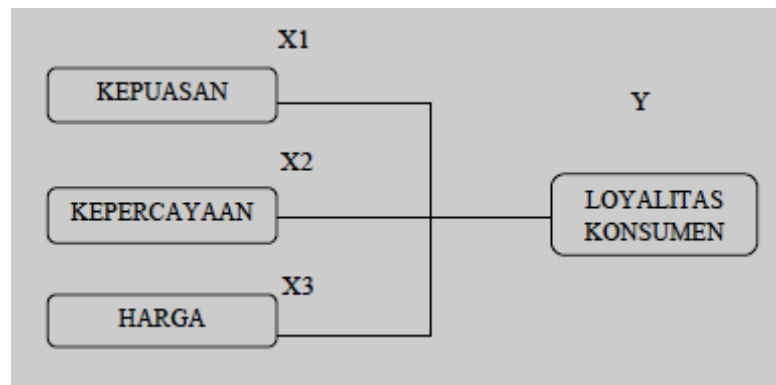 X1
KEPUASAN
Y
X2
KEPERCAYAAN
LOYALITAS
KONSUMEN
X3
HARGA